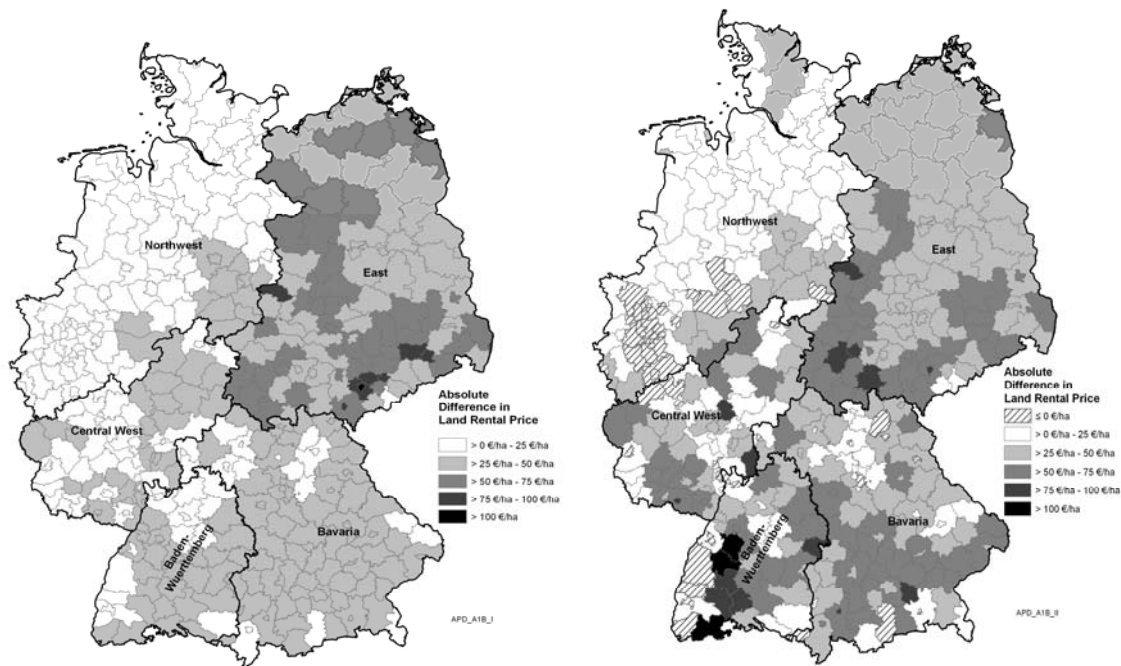 Northwest
East
Central West
Baden-
Wuerttemberg
Bavaria
Absolute
Difference in
Land Rental Price
> 0 €/ha - 25 €/ha
> 25 €/ha - 50 €/ha
> 50 €/ha - 75 €/ha
> 75 €/ha - 100 €/ha
> 100 €/ha
APD_A1B_I
Northwest
East
Central West
Baden-
Wuerttemberg
Bavaria
Absolute
Difference in
Land Rental Price
≤ 0 €/ha
> 0 €/ha - 25 €/ha
> 25 €/ha - 50 €/ha
> 50 €/ha - 75 €/ha
> 75 €/ha - 100 €/ha
> 100 €/ha
APD_A1B_II